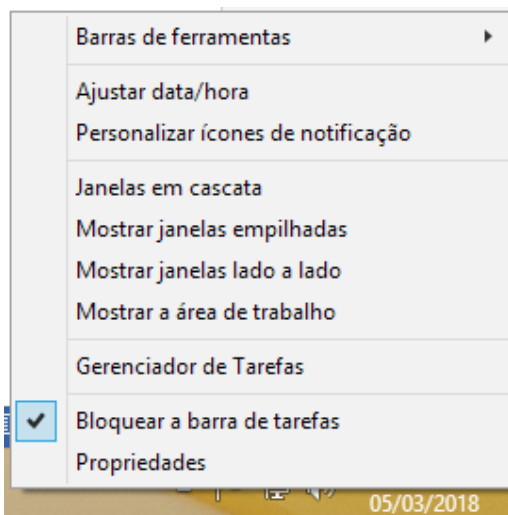 Barras de ferramentas
Ajustar data/hora
Personalizar ícones de notificação
Janelas em cascata
Mostrar janelas empilhadas
Mostrar janelas lado a lado
Mostrar a área de trabalho
Gerenciador de Tarefas
Bloquear a barra de tarefas
Propriedades
05/03/2018